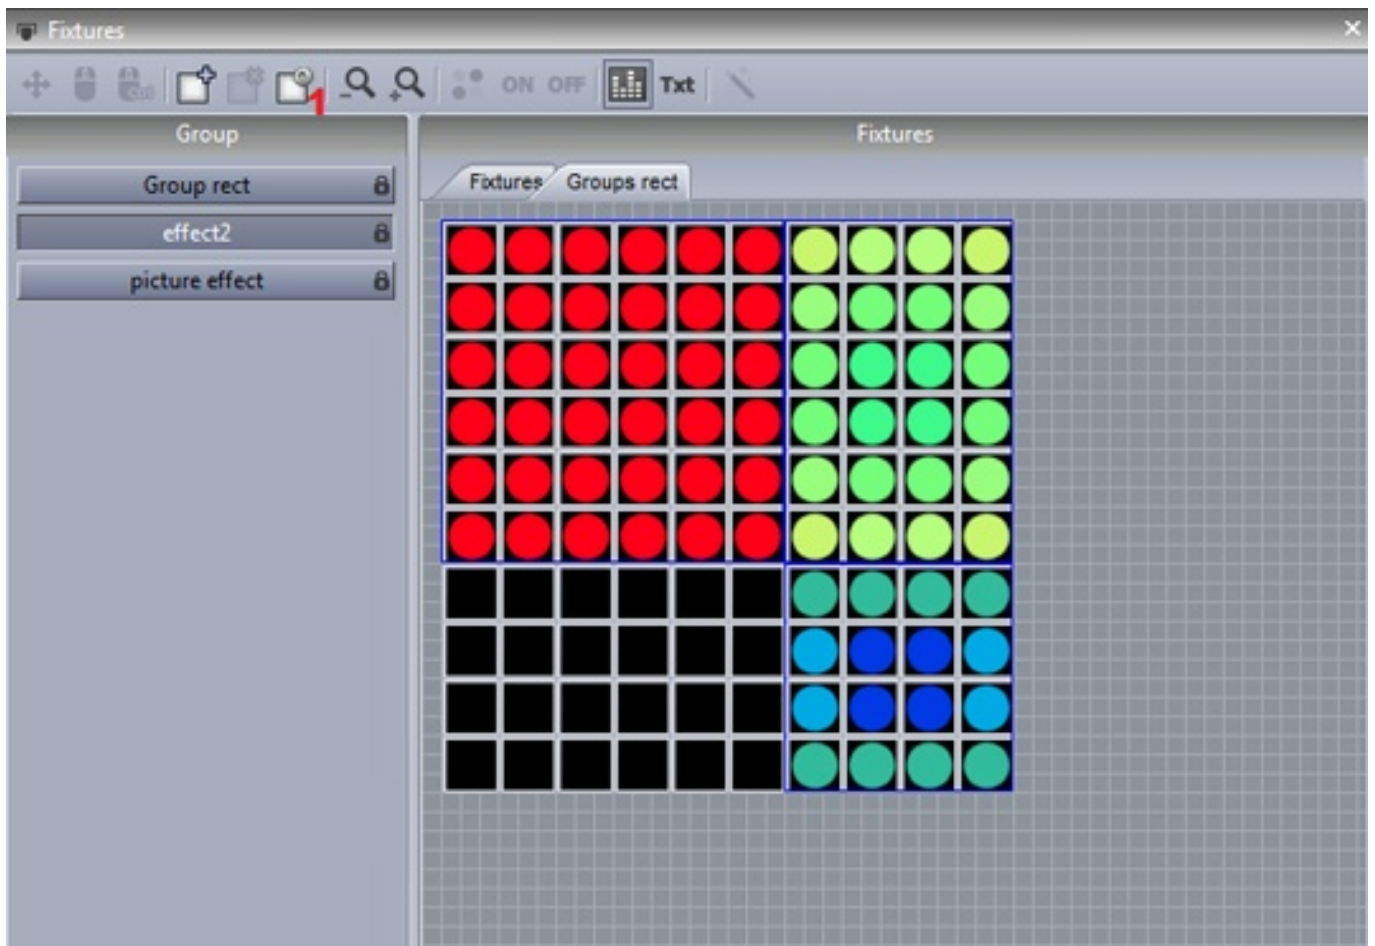 Fixtures
1
ON OFF Txt
Group
Fixtures
Group rect
effect2
picture effect
Fixtures Groups rect